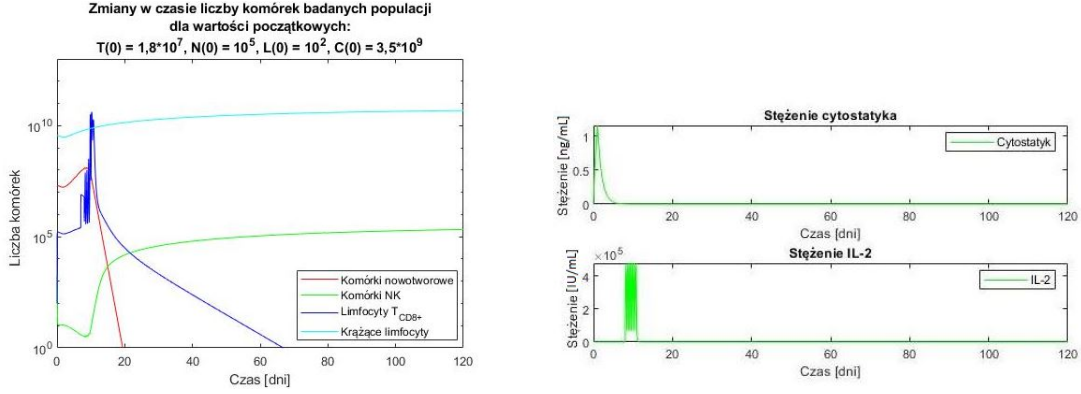 Zmiany w czasie liczby komórek badanych populacji
dla wartości początkowych:
T(0) = 1,8*10^7, N(0) = 10^5, L(0) = 10^2, C(0) = 3,5*10^9
Liczba komórek
10^10
10^5
10^0
0 20 40 60 80 100 120
Czas [dni]
Komórki nowotworowe
Komórki NK
Limfocyty T_CD8+
Krążące limfocyty
Stężenie cytostatyka
Stężenie [ng/mL]
1
0.5
0
0 20 40 60 80 100 120
Czas [dni]
Cytostatyk
Stężenie IL-2
Stężenie [IU/mL]
×10^5
4
2
0
0 20 40 60 80 100 120
Czas [dni]
IL-2